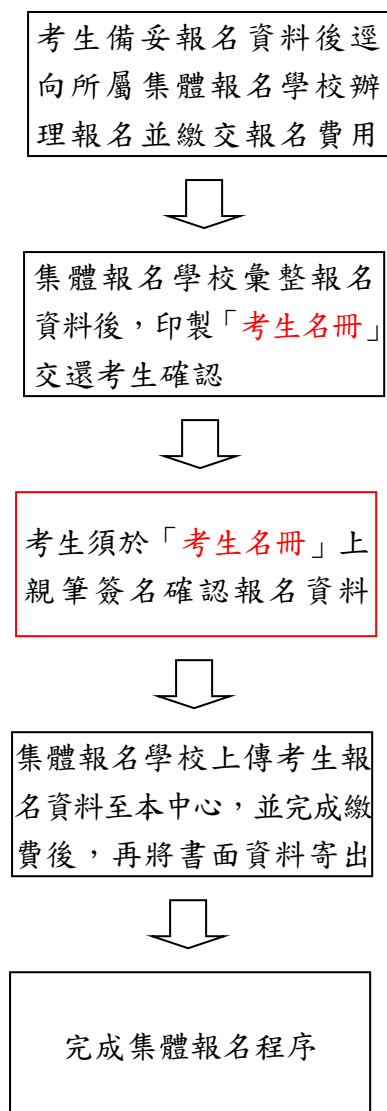 考生備妥報名資料後逕
向所屬集體報名學校辦
理報名並繳交報名費用
集體報名學校彙整報名
資料後，印製「考生名冊」
交還考生確認
考生須於「考生名冊」上
親筆簽名確認報名資料
集體報名學校上傳考生報
名資料至本中心，並完成繳
費後，再將書面資料寄出
完成集體報名程序